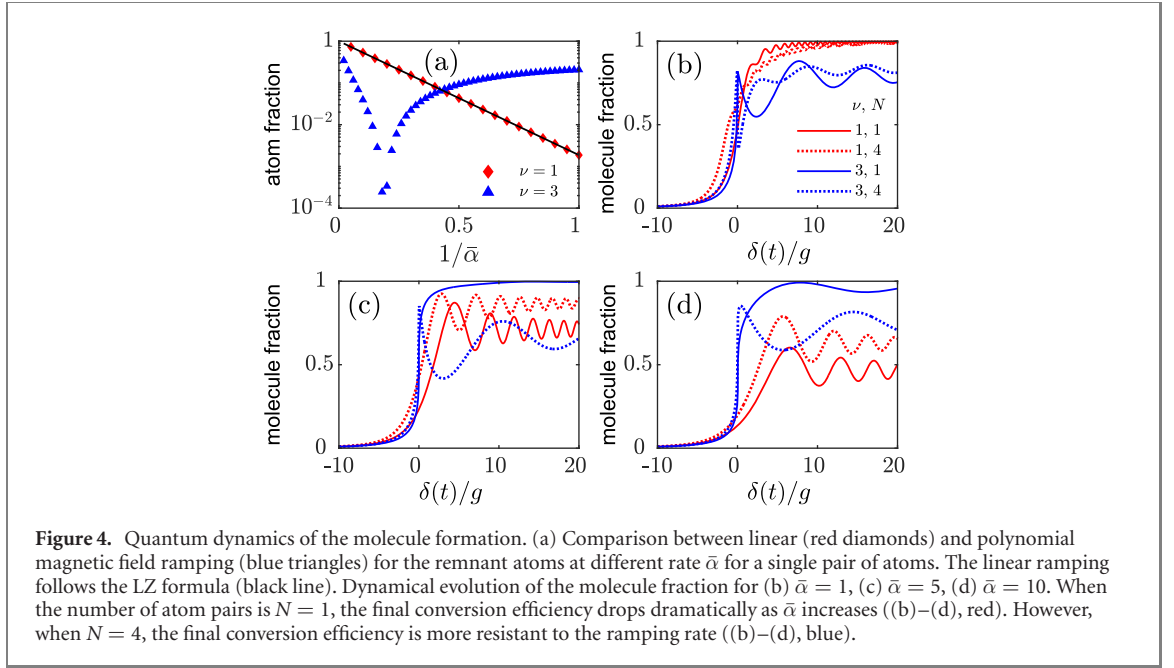 1
10⁻²
10⁻⁴
atom fraction
(a)
ν = 1
ν = 3
0 0.5 1
1/ᾱ
1
0.5
0
molecule fraction
(b)
ν, N
1, 1
1, 4
3, 1
3, 4
-10 0 10 20
δ(t)/g
1
0.5
0
molecule fraction
(c)
-10 0 10 20
δ(t)/g
1
0.5
0
molecule fraction
(d)
-10 0 10 20
δ(t)/g
Figure 4. Quantum dynamics of the molecule formation. (a) Comparison between linear (red diamonds) and polynomial
magnetic field ramping (blue triangles) for the remnant atoms at different rate ᾱ for a single pair of atoms. The linear ramping
follows the LZ formula (black line). Dynamical evolution of the molecule fraction for (b) ᾱ = 1, (c) ᾱ = 5, (d) ᾱ = 10. When
the number of atom pairs is N = 1, the final conversion efficiency drops dramatically as ᾱ increases ((b)–(d), red). However,
when N = 4, the final conversion efficiency is more resistant to the ramping rate ((b)–(d), blue).